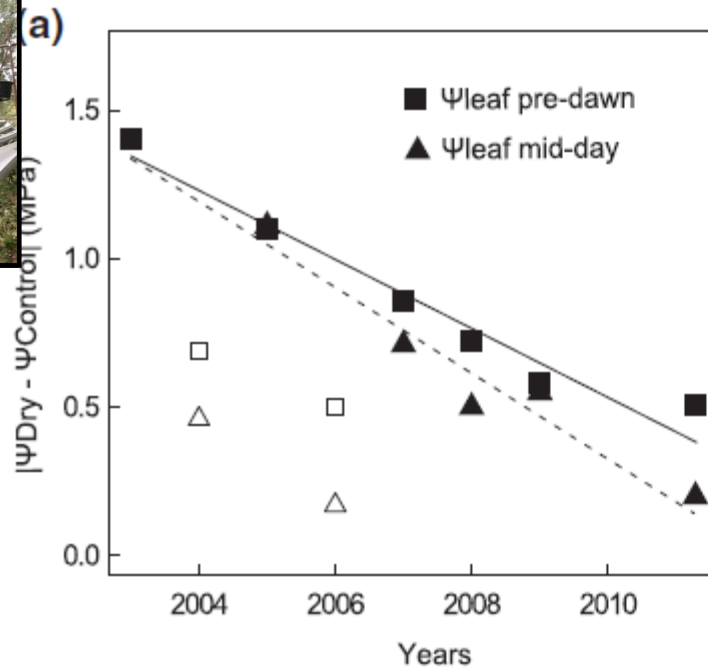 (a)
Ψleaf pre-dawn
Ψleaf mid-day
|ΨDry - ΨControl| (MPa)
1.5
1.0
0.5
0.0
2004 2006 2008 2010
Years